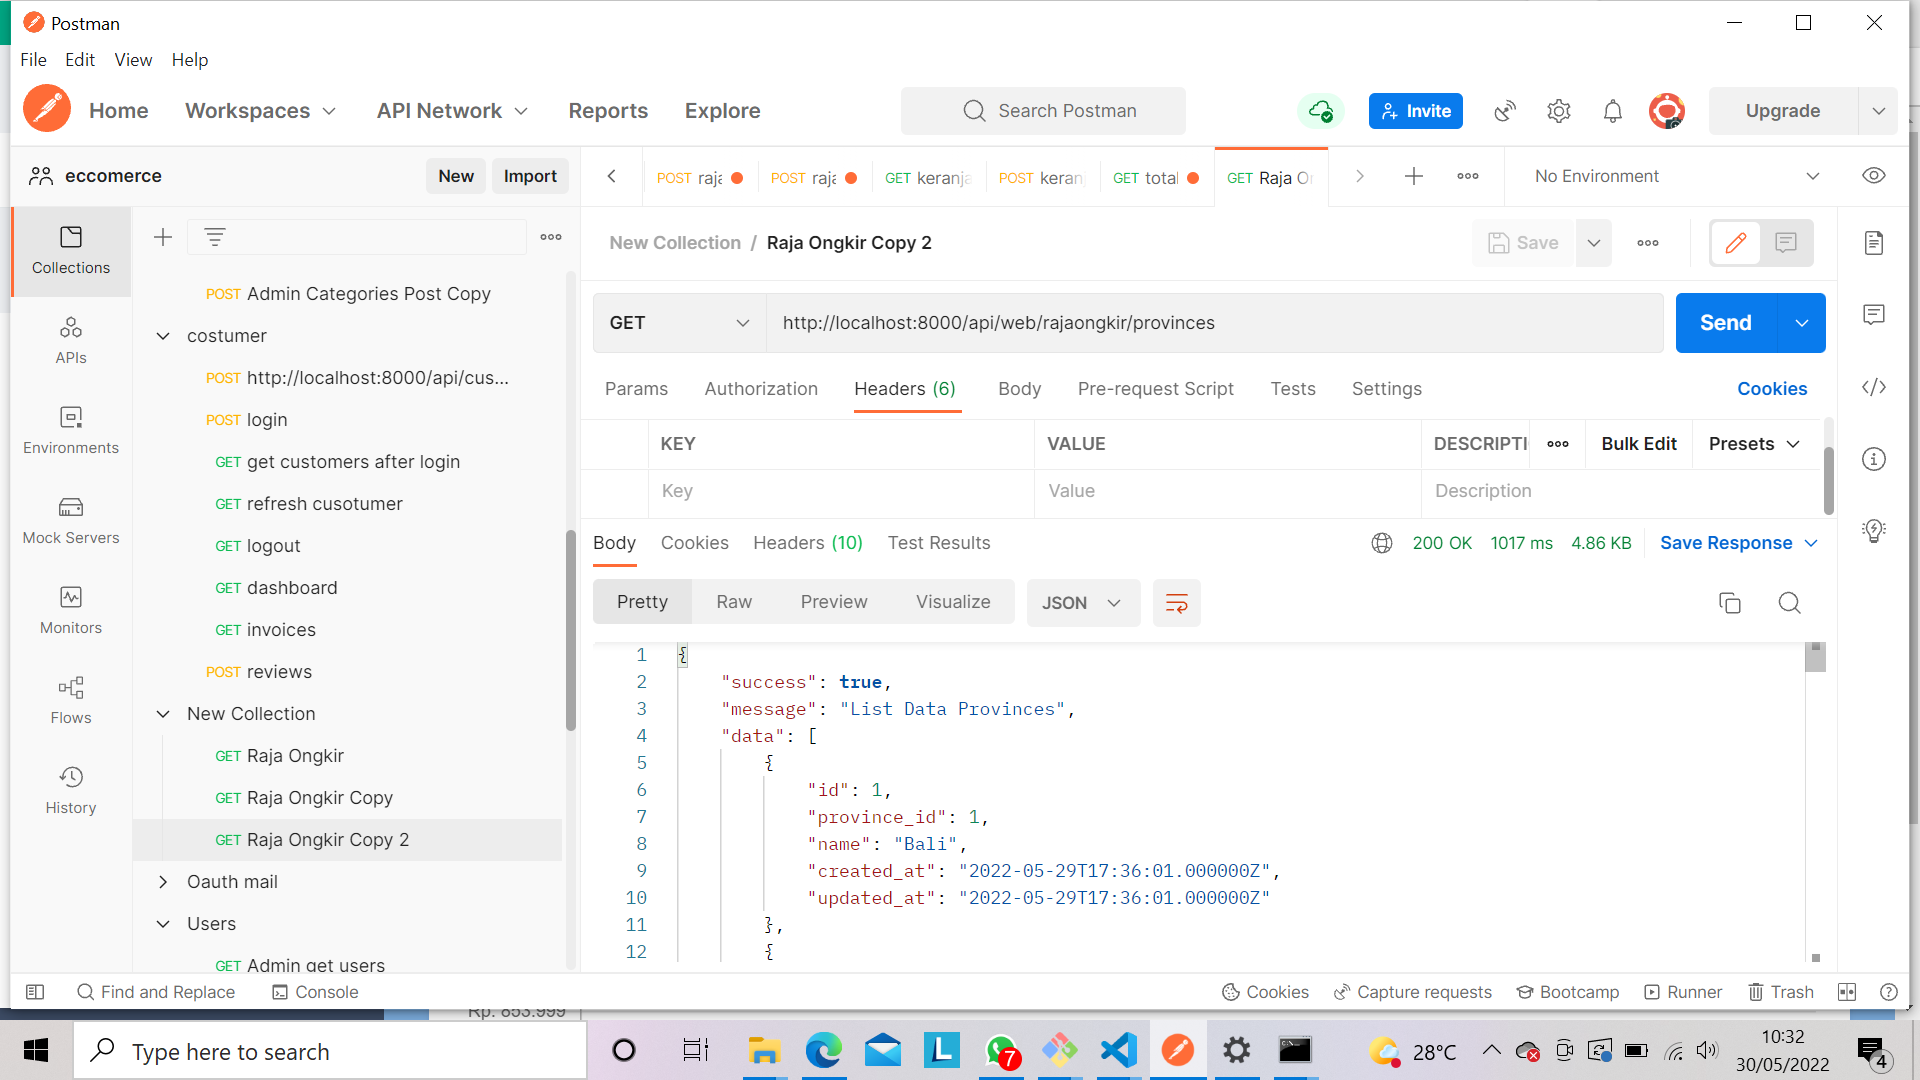 Postman
File Edit View Help
Home Workspaces API Network Reports Explore Search Postman Invite Upgrade
eccomerce New Import
POST raja POST raja GET keranja POST keran GET total GET Raja On No Environment
Collections
APIs
Environments
Mock Servers
Monitors
Flows
History
POST Admin Categories Post Copy
costumer
POST http://localhost:8000/api/cus...
POST login
GET get customers after login
GET refresh cusotumer
GET logout
GET dashboard
GET invoices
POST reviews
New Collection
GET Raja Ongkir
GET Raja Ongkir Copy
GET Raja Ongkir Copy 2
Oauth mail
Users
GET Admin get users
New Collection / Raja Ongkir Copy 2 Save
GET http://localhost:8000/api/web/rajaongkir/provinces Send
Params Authorization Headers (6) Body Pre-request Script Tests Settings Cookies
KEY VALUE DESCRIPTI Bulk Edit Presets
Key Value Description
Body Cookies Headers (10) Test Results 200 OK 1017 ms 4.86 KB Save Response
Pretty Raw Preview Visualize JSON
1 {
2 "success": true,
3 "message": "List Data Provinces",
4 "data": [
5 {
6 "id": 1,
7 "province_id": 1,
8 "name": "Bali",
9 "created_at": "2022-05-29T17:36:01.000000Z",
10 "updated_at": "2022-05-29T17:36:01.000000Z"
11 },
12 {
Find and Replace Console Cookies Capture requests Bootcamp Runner Trash
Rp. 853.999
Type here to search L 7 28°C 10:32
30/05/2022 4